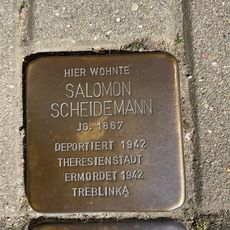 HIER WOHNTE
SALOMON
SCHEIDEMANN
JG. 1867
DEPORTIERT 1942
THERESIENSTADT
ERMORDET 1942
TREBLINKA